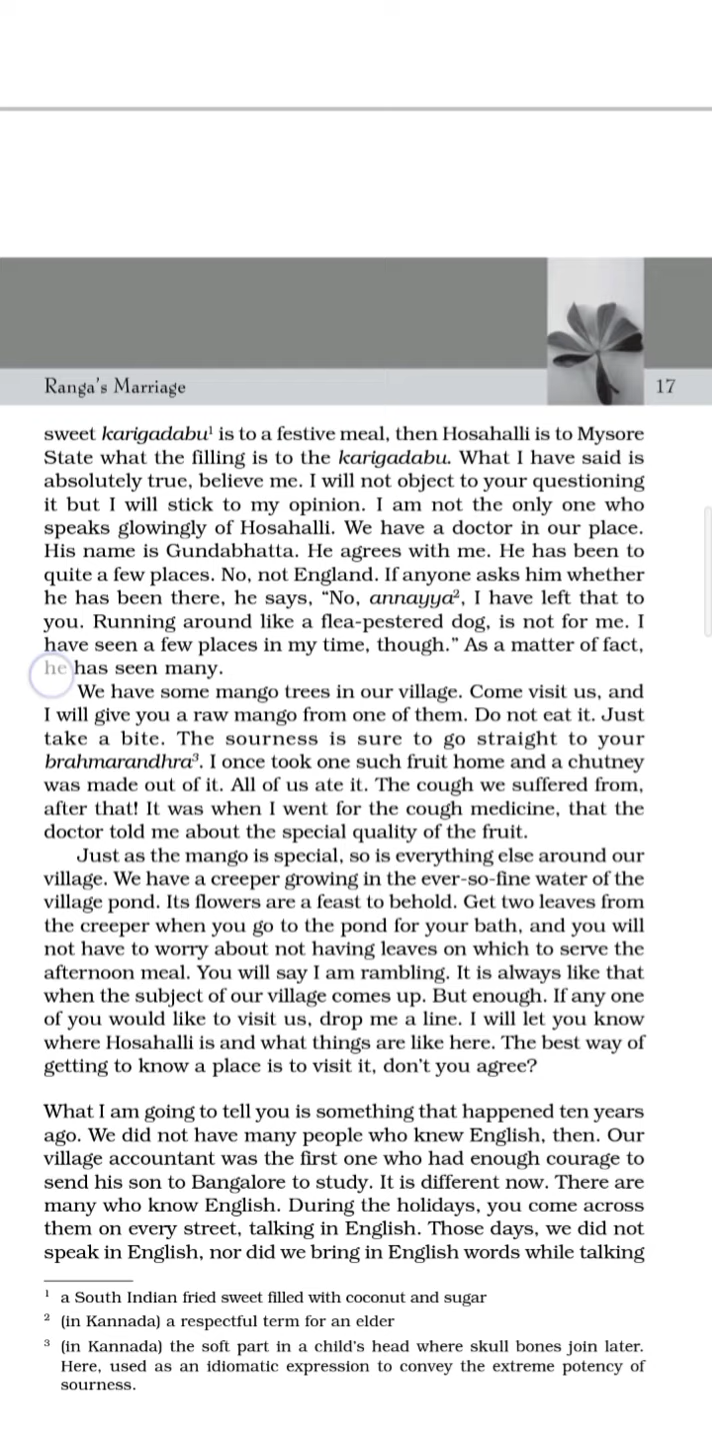 Ranga's Marriage
17
sweet karigadabu¹ is to a festive meal, then Hosahalli is to Mysore
State what the filling is to the karigadabu. What I have said is
absolutely true, believe me. I will not object to your questioning
it but I will stick to my opinion. I am not the only one who
speaks glowingly of Hosahalli. We have a doctor in our place.
His name is Gundabhatta. He agrees with me. He has been to
quite a few places. No, not England. If anyone asks him whether
he has been there, he says, “No, annayya², I have left that to
you. Running around like a flea-pestered dog, is not for me. I
have seen a few places in my time, though.” As a matter of fact,
he has seen many.
We have some mango trees in our village. Come visit us, and
I will give you a raw mango from one of them. Do not eat it. Just
take a bite. The sourness is sure to go straight to your
brahmarandhra³. I once took one such fruit home and a chutney
was made out of it. All of us ate it. The cough we suffered from,
after that! It was when I went for the cough medicine, that the
doctor told me about the special quality of the fruit.
Just as the mango is special, so is everything else around our
village. We have a creeper growing in the ever-so-fine water of the
village pond. Its flowers are a feast to behold. Get two leaves from
the creeper when you go to the pond for your bath, and you will
not have to worry about not having leaves on which to serve the
afternoon meal. You will say I am rambling. It is always like that
when the subject of our village comes up. But enough. If any one
of you would like to visit us, drop me a line. I will let you know
where Hosahalli is and what things are like here. The best way of
getting to know a place is to visit it, don’t you agree?
What I am going to tell you is something that happened ten years
ago. We did not have many people who knew English, then. Our
village accountant was the first one who had enough courage to
send his son to Bangalore to study. It is different now. There are
many who know English. During the holidays, you come across
them on every street, talking in English. Those days, we did not
speak in English, nor did we bring in English words while talking
¹ a South Indian fried sweet filled with coconut and sugar
² (in Kannada) a respectful term for an elder
³ (in Kannada) the soft part in a child’s head where skull bones join later.
Here, used as an idiomatic expression to convey the extreme potency of
sourness.